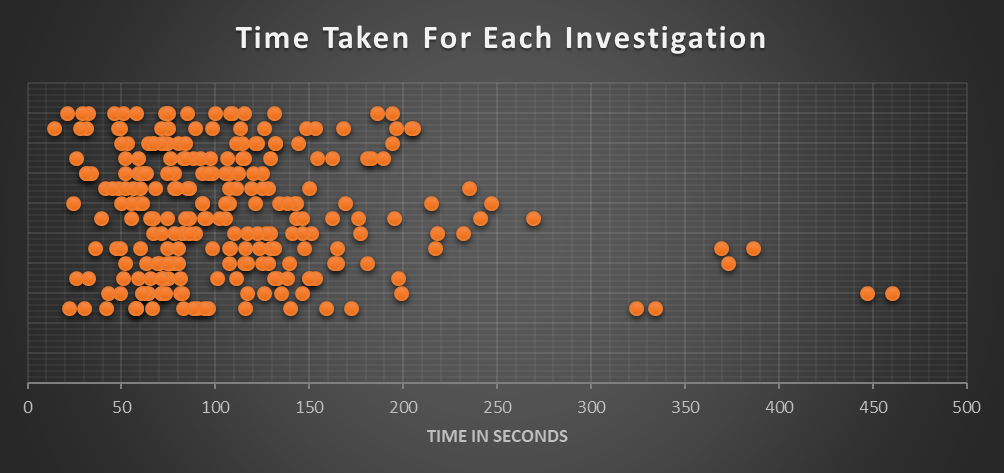 Time Taken For Each Investigation
0 50 100 150 200 250 300 350 400 450 500
TIME IN SECONDS